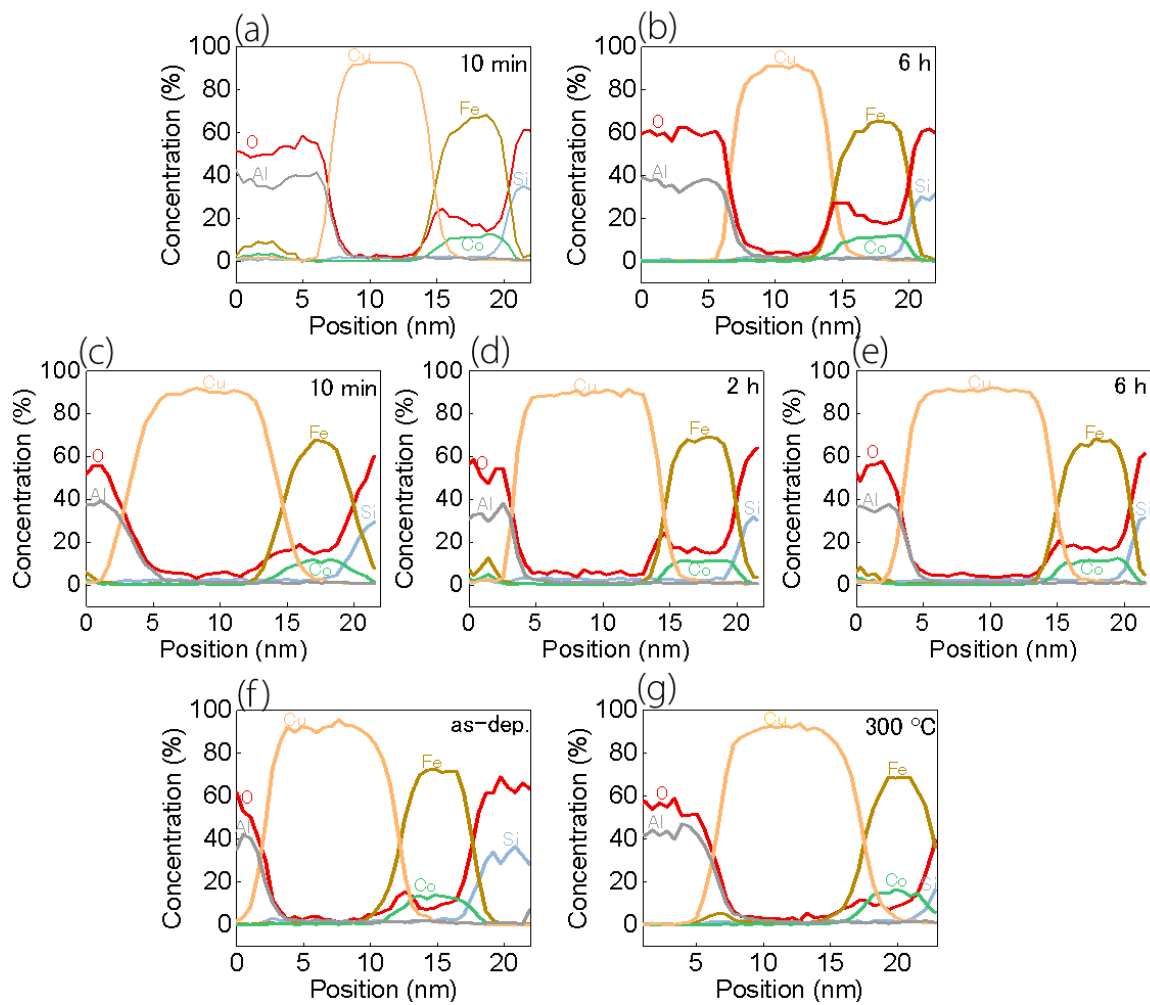 (a)
(b)
Concentration (%)
100
80
60
40
20
0
10 min
Cu
Fe
O
Al
Si
Co
0
5
10
15
20
Position (nm)
Concentration (%)
100
80
60
40
20
0
6 h
Cu
Fe
O
Al
Si
Co
0
5
10
15
20
Position (nm)
(c)
(d)
(e)
Concentration (%)
100
80
60
40
20
0
10 min
Cu
Fe
O
Al
Si
Co
0
5
10
15
20
Position (nm)
Concentration (%)
100
80
60
40
20
0
2 h
Cu
Fe
O
Al
Si
Co
0
5
10
15
20
Position (nm)
Concentration (%)
100
80
60
40
20
0
6 h
Cu
Fe
O
Al
Si
Co
0
5
10
15
20
Position (nm)
(f)
(g)
Concentration (%)
100
80
60
40
20
0
as-dep.
Cu
Fe
O
Al
Si
Co
0
5
10
15
20
Position (nm)
Concentration (%)
100
80
60
40
20
0
300 °C
Cu
Fe
O
Al
Si
Co
5
10
15
20
Position (nm)